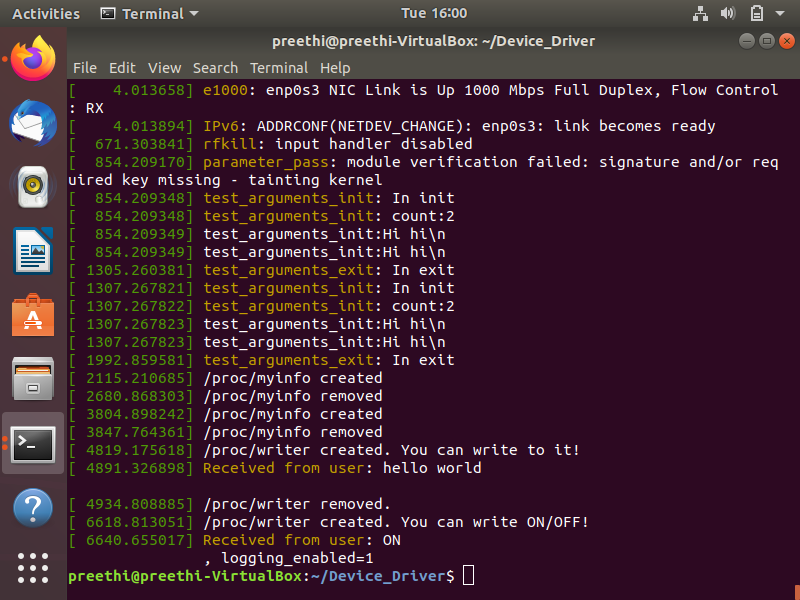 Activities Terminal Tue 16:00
preethi@preethi-VirtualBox: ~/Device_Driver
File Edit View Search Terminal Help
[    4.013658] e1000: enp0s3 NIC Link is Up 1000 Mbps Full Duplex, Flow Control
: RX
[    4.013894] IPv6: ADDRCONF(NETDEV_CHANGE): enp0s3: link becomes ready
[  671.303841] rfkill: input handler disabled
[  854.209170] parameter_pass: module verification failed: signature and/or req
uired key missing - tainting kernel
[  854.209348] test_arguments_init: In init
[  854.209348] test_arguments_init: count:2
[  854.209349] test_arguments_init:Hi hi\n
[  854.209349] test_arguments_init:Hi hi\n
[ 1305.260381] test_arguments_exit: In exit
[ 1307.267821] test_arguments_init: In init
[ 1307.267822] test_arguments_init: count:2
[ 1307.267823] test_arguments_init:Hi hi\n
[ 1307.267823] test_arguments_init:Hi hi\n
[ 1992.859581] test_arguments_exit: In exit
[ 2115.210685] /proc/myinfo created
[ 2680.868303] /proc/myinfo removed
[ 3804.898242] /proc/myinfo created
[ 3847.764361] /proc/myinfo removed
[ 4819.175618] /proc/writer created. You can write to it!
[ 4891.326898] Received from user: hello world
[ 4934.808885] /proc/writer removed.
[ 6618.813051] /proc/writer created. You can write ON/OFF!
[ 6640.655017] Received from user: ON
, logging_enabled=1
preethi@preethi-VirtualBox:~/Device_Driver$